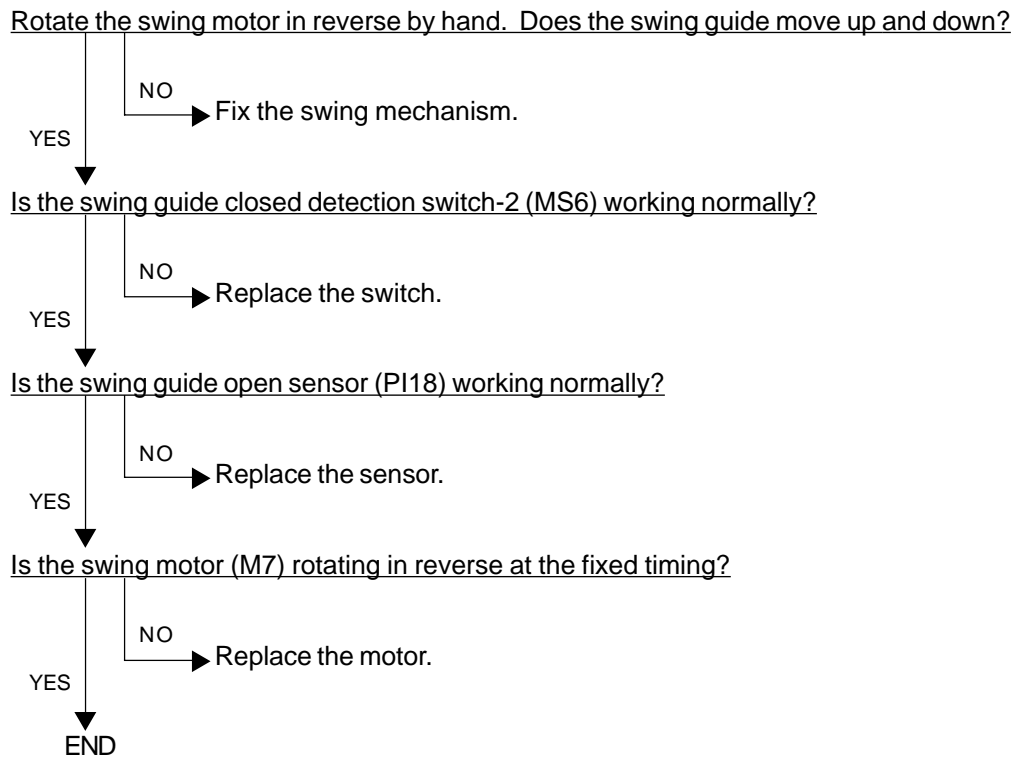 Rotate the swing motor in reverse by hand.  Does the swing guide move up and down?
NO
Fix the swing mechanism.
YES
Is the swing guide closed detection switch-2 (MS6) working normally?
NO
Replace the switch.
YES
Is the swing guide open sensor (PI18) working normally?
NO
Replace the sensor.
YES
Is the swing motor (M7) rotating in reverse at the fixed timing?
NO
Replace the motor.
YES
END